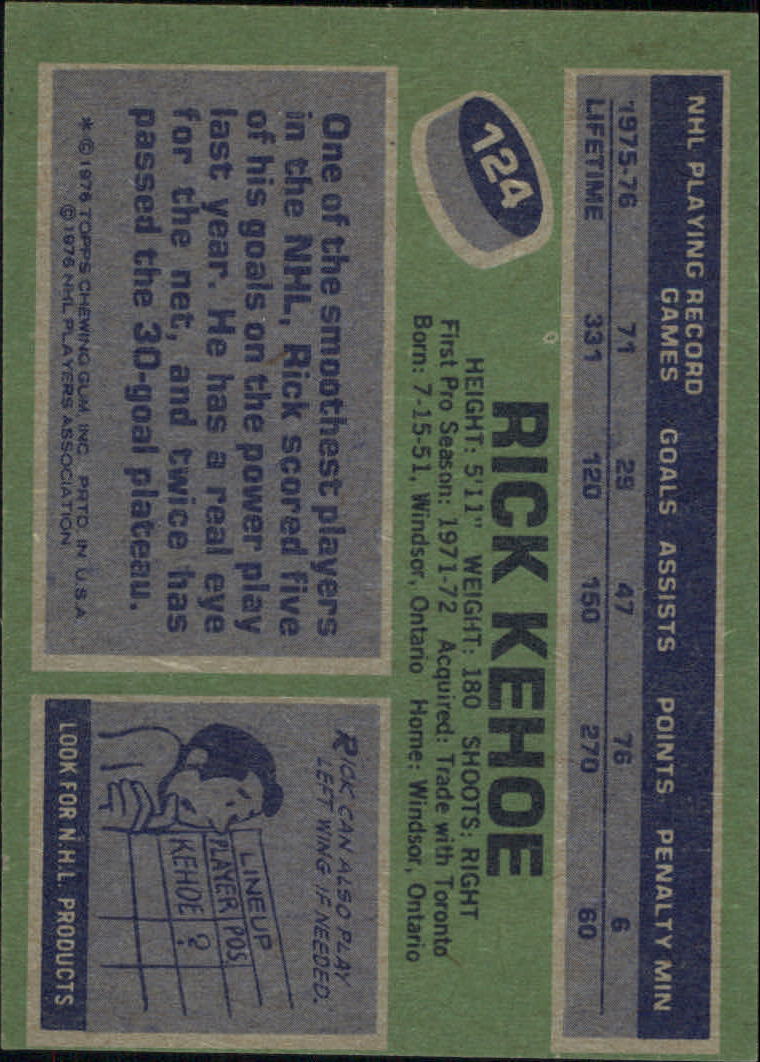 NHL PLAYING RECORD
GAMES GOALS ASSISTS POINTS PENALTY MIN
1975-76 71 29 47 76 6
LIFETIME 331 120 150 270 60
124
RICK KEHOE
HEIGHT: 5'11" WEIGHT: 180 SHOOTS: RIGHT
First Pro Season: 1971-72 Acquired: Trade with Toronto
Born: 7-15-51, Windsor, Ontario Home: Windsor, Ontario
One of the smoothest players
in the NHL, Rick scored five
of his goals on the power play
last year. He has a real eye
for the net, and twice has
passed the 30-goal plateau.
* © 1976 TOPPS CHEWING GUM, INC. PRTD. IN U.S.A.
© 1976 NHL PLAYERS ASSOCIATION
RICK CAN ALSO PLAY
LEFT WING IF NEEDED.
LINEUP
PLAYER POS.
KEHOE ?
LOOK FOR N.H.L. PRODUCTS